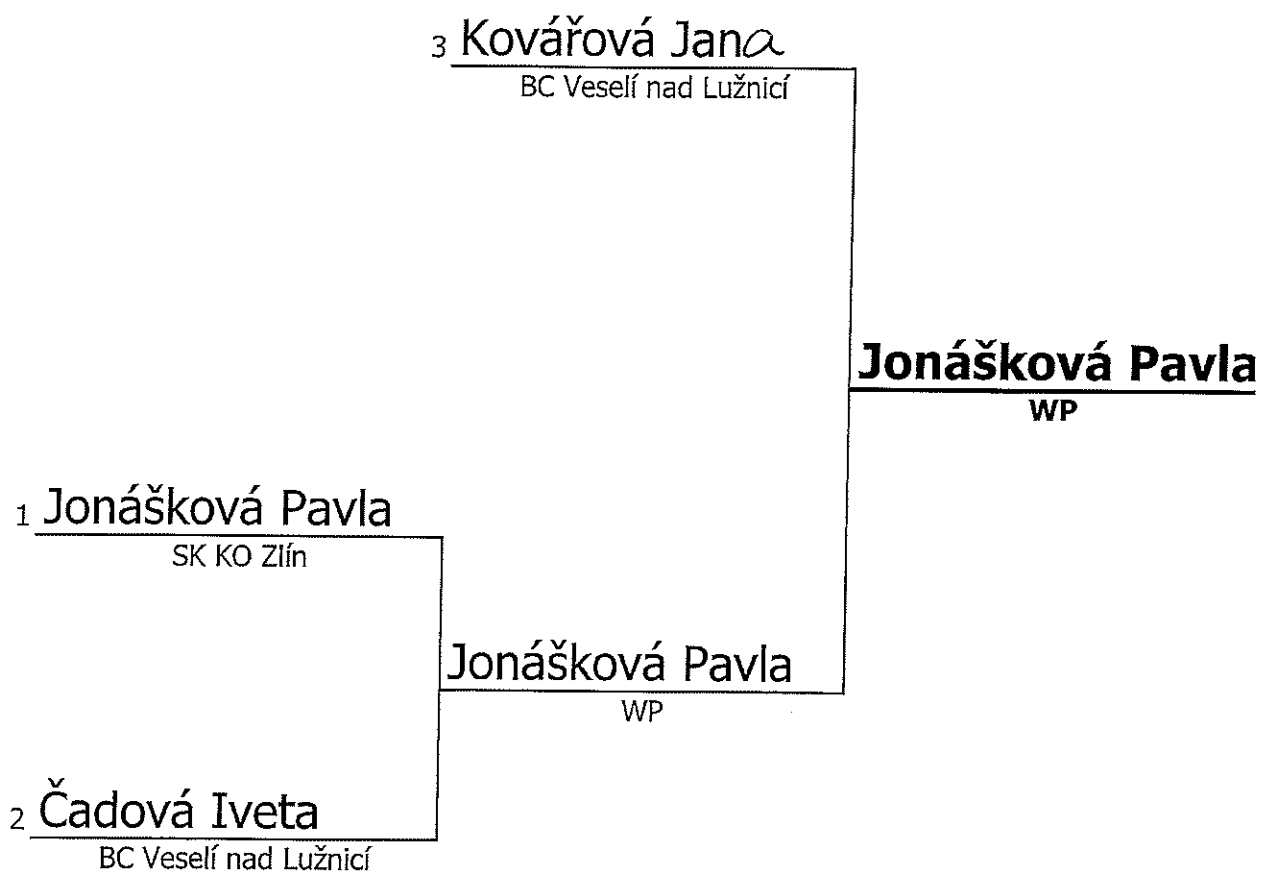 3 Kovářová Jana
BC Veselí nad Lužnicí
Jonášková Pavla
WP
1 Jonášková Pavla
SK KO Zlín
Jonášková Pavla
WP
2 Čadová Iveta
BC Veselí nad Lužnicí